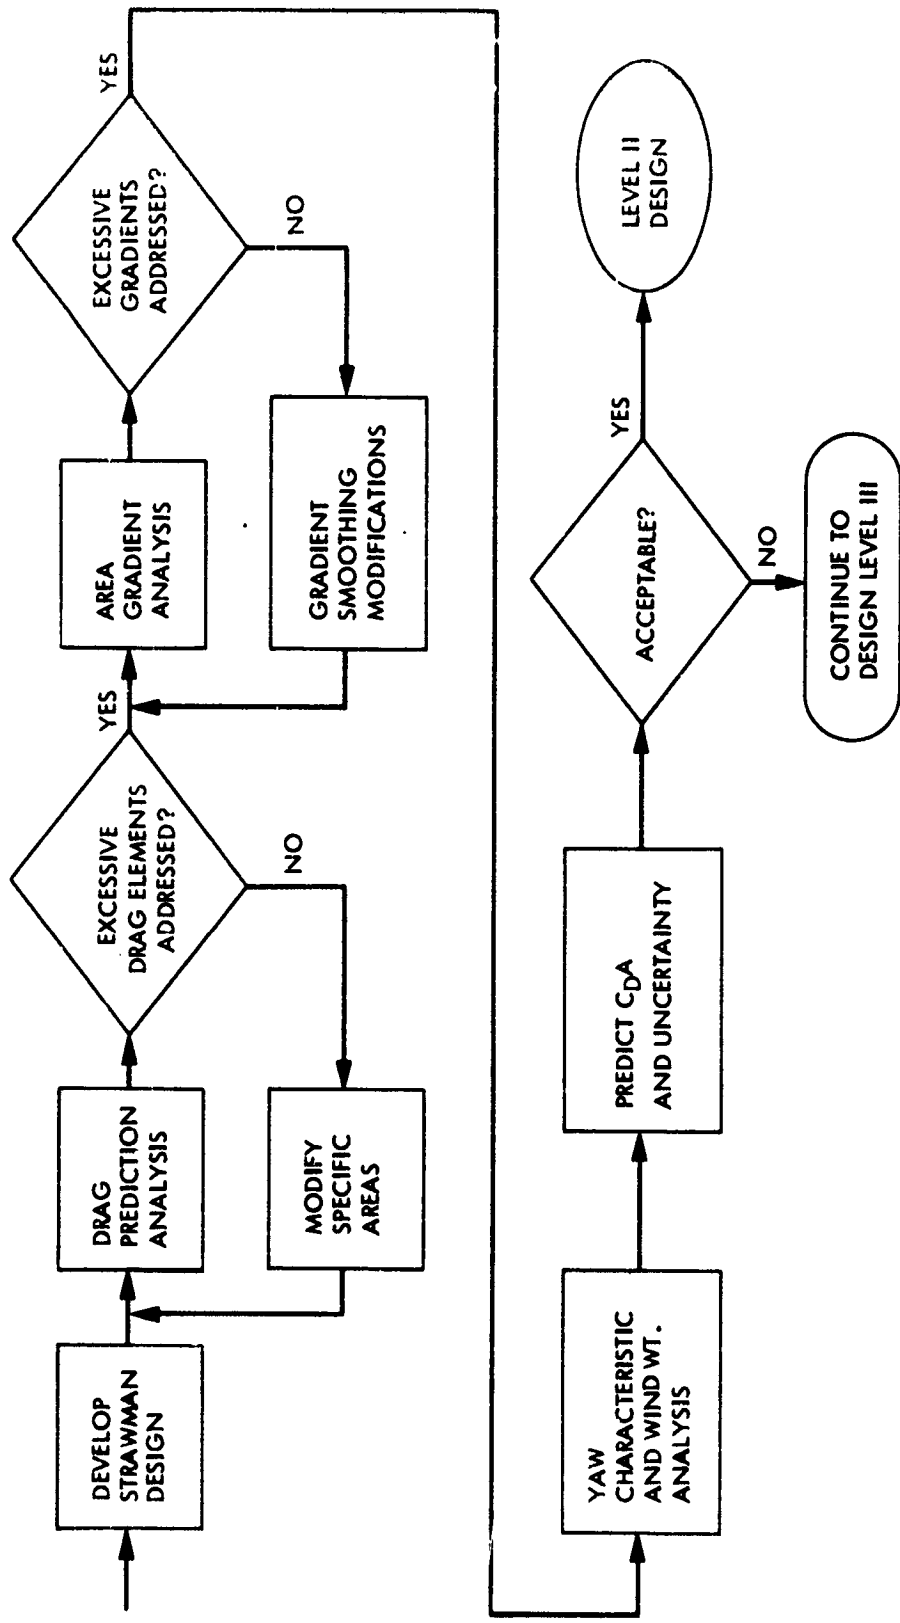 DEVELOP
STRAWMAN
DESIGN
DRAG
PREDICTION
ANALYSIS
EXCESSIVE
DRAG ELEMENTS
ADDRESSED?
YES
NO
MODIFY
SPECIFIC
AREAS
AREA
GRADIENT
ANALYSIS
EXCESSIVE
GRADIENTS
ADDRESSED?
YES
NO
GRADIENT
SMOOTHING
MODIFICATIONS
YAW
CHARACTERISTIC
AND WIND WT.
ANALYSIS
PREDICT CDA
AND UNCERTAINTY
ACCEPTABLE?
YES
NO
LEVEL II
DESIGN
CONTINUE TO
DESIGN LEVEL III